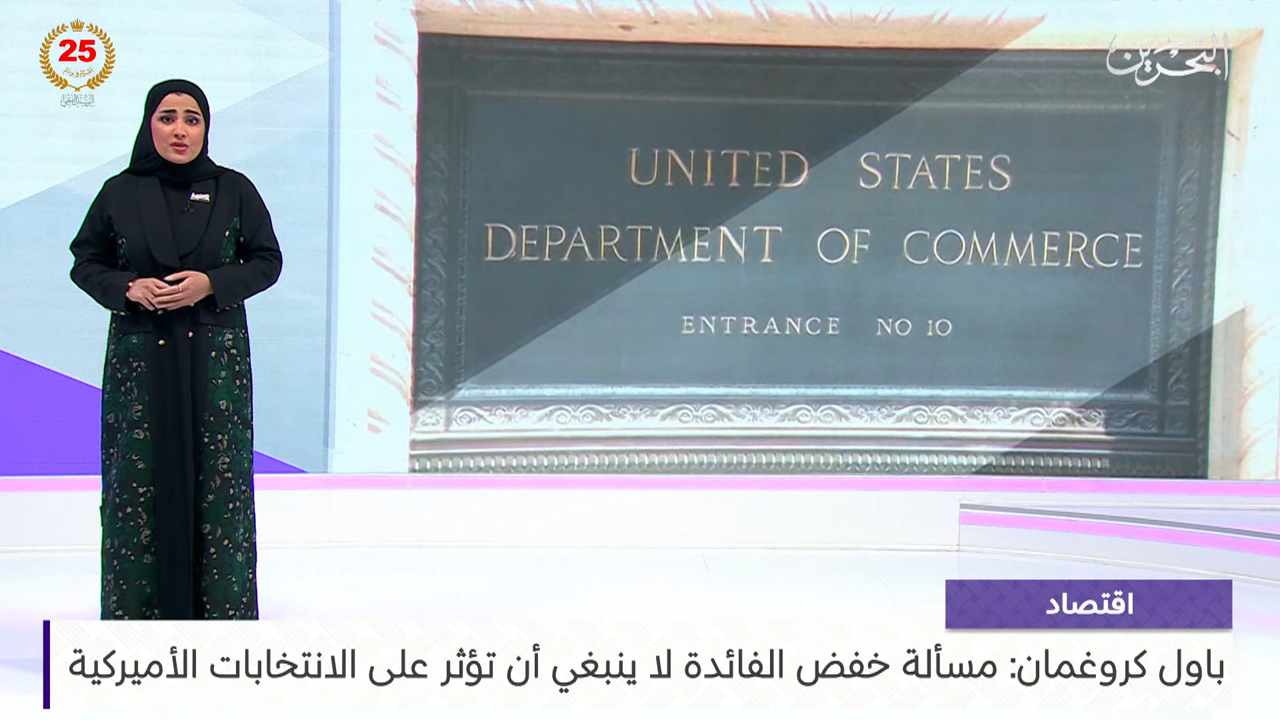 25
البحرين
UNITED STATES
DEPARTMENT OF COMMERCE
ENTRANCE NO 10
اقتصاد
باول كروغمان: مسألة خفض الفائدة لا ينبغي أن تؤثر على الانتخابات الأميركية